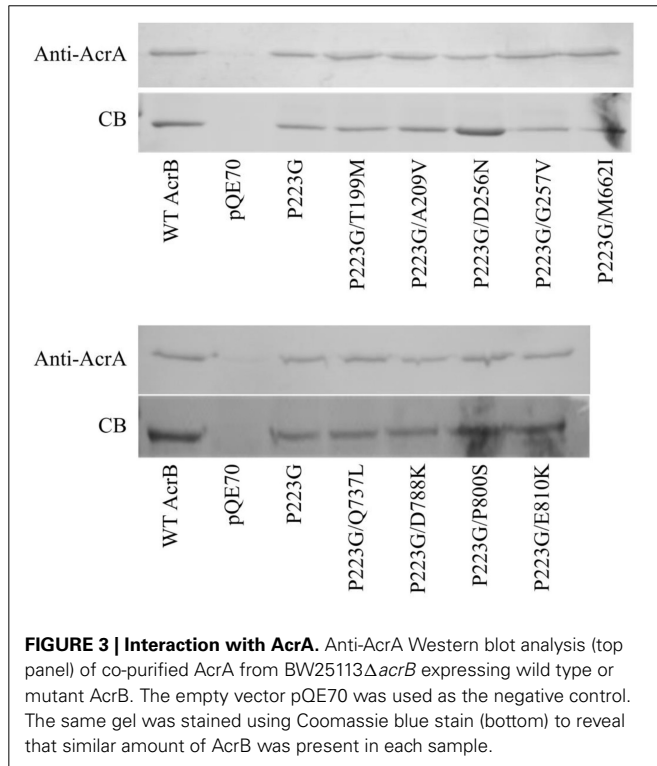 Anti-AcrA
CB
WT AcrB
pQE70
P223G
P223G/T199M
P223G/A209V
P223G/D256N
P223G/G257V
P223G/M662I
Anti-AcrA
CB
WT AcrB
pQE70
P223G
P223G/Q737L
P223G/D788K
P223G/P800S
P223G/E810K
FIGURE 3 | Interaction with AcrA. Anti-AcrA Western blot analysis (top
panel) of co-purified AcrA from BW25113ΔacrB expressing wild type or
mutant AcrB. The empty vector pQE70 was used as the negative control.
The same gel was stained using Coomassie blue stain (bottom) to reveal
that similar amount of AcrB was present in each sample.